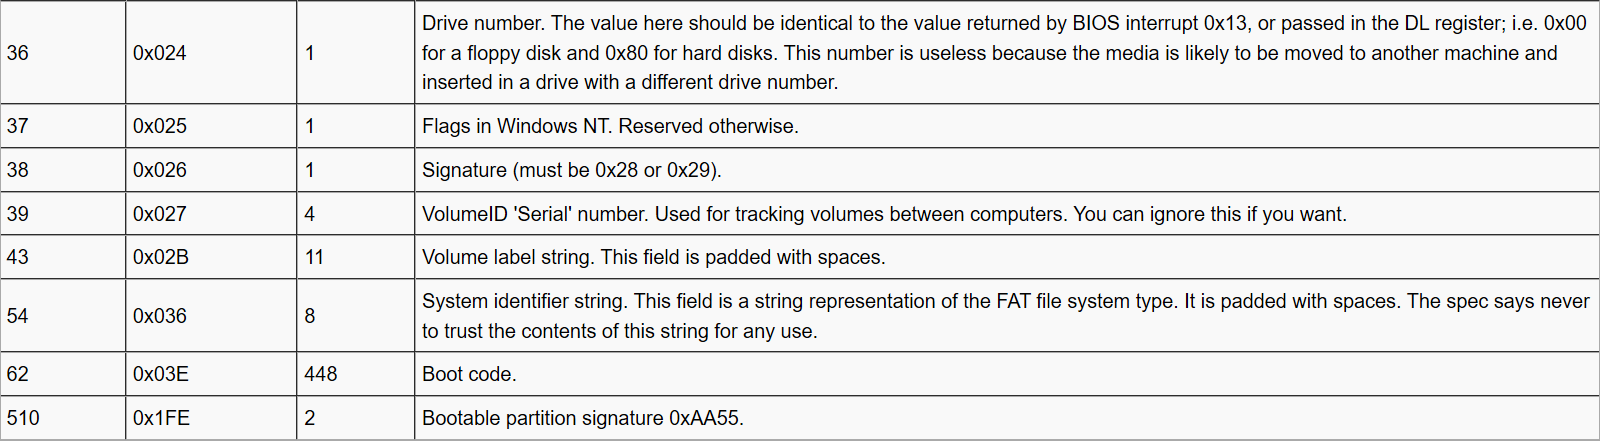 36 0x024 1 Drive number. The value here should be identical to the value returned by BIOS interrupt 0x13, or passed in the DL register; i.e. 0x00
for a floppy disk and 0x80 for hard disks. This number is useless because the media is likely to be moved to another machine and
inserted in a drive with a different drive number.
37 0x025 1 Flags in Windows NT. Reserved otherwise.
38 0x026 1 Signature (must be 0x28 or 0x29).
39 0x027 4 VolumeID 'Serial' number. Used for tracking volumes between computers. You can ignore this if you want.
43 0x02B 11 Volume label string. This field is padded with spaces.
54 0x036 8 System identifier string. This field is a string representation of the FAT file system type. It is padded with spaces. The spec says never
to trust the contents of this string for any use.
62 0x03E 448 Boot code.
510 0x1FE 2 Bootable partition signature 0xAA55.